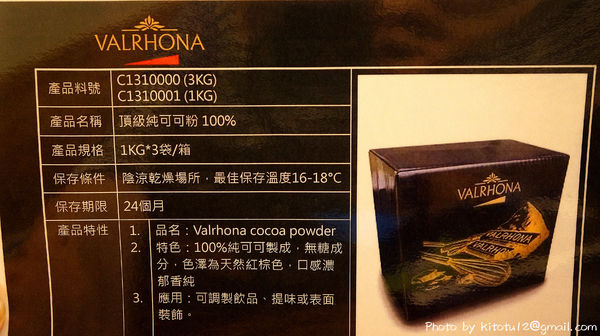 VALRHONA
產品料號 C1310000 (3KG)
C1310001 (1KG)
產品名稱 頂級純可可粉 100%
產品規格 1KG*3袋/箱
保存條件 陰涼乾燥場所，最佳保存溫度16-18°C
保存期限 24個月
產品特性 1. 品名：Valrhona cocoa powder
2. 特色：100%純可可製成，無糖成
分，色澤為天然紅棕色，口感濃
郁香純
3. 應用：可調製飲品、提味或表面
裝飾。
VALRHONA
VALRHONA
VALRHONA
Photo by kitotu12@gmail.com